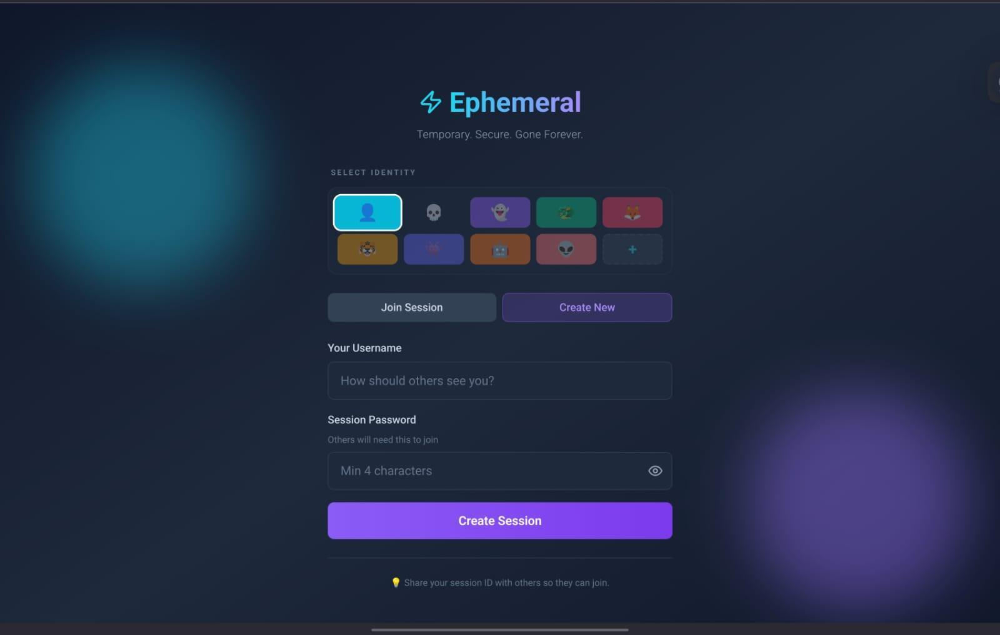 Ephemeral
Temporary. Secure. Gone Forever.
SELECT IDENTITY
+
Join Session
Create New
Your Username
How should others see you?
Session Password
Others will need this to join
Min 4 characters
Create Session
💡 Share your session ID with others so they can join.